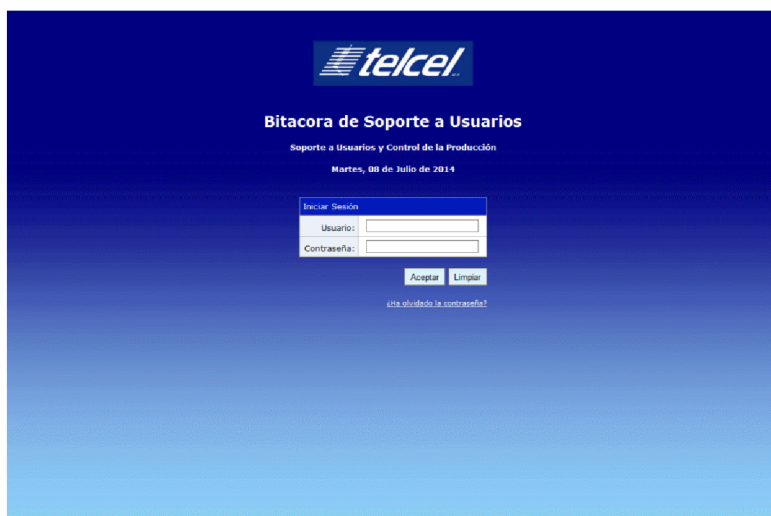 telcel
Bitacora de Soporte a Usuarios
Soporte a Usuarios y Control de la Producción
Martes, 08 de Julio de 2014
Iniciar Sesión
Usuario:
Contraseña:
Aceptar Limpiar
¿Ha olvidado la contraseña?